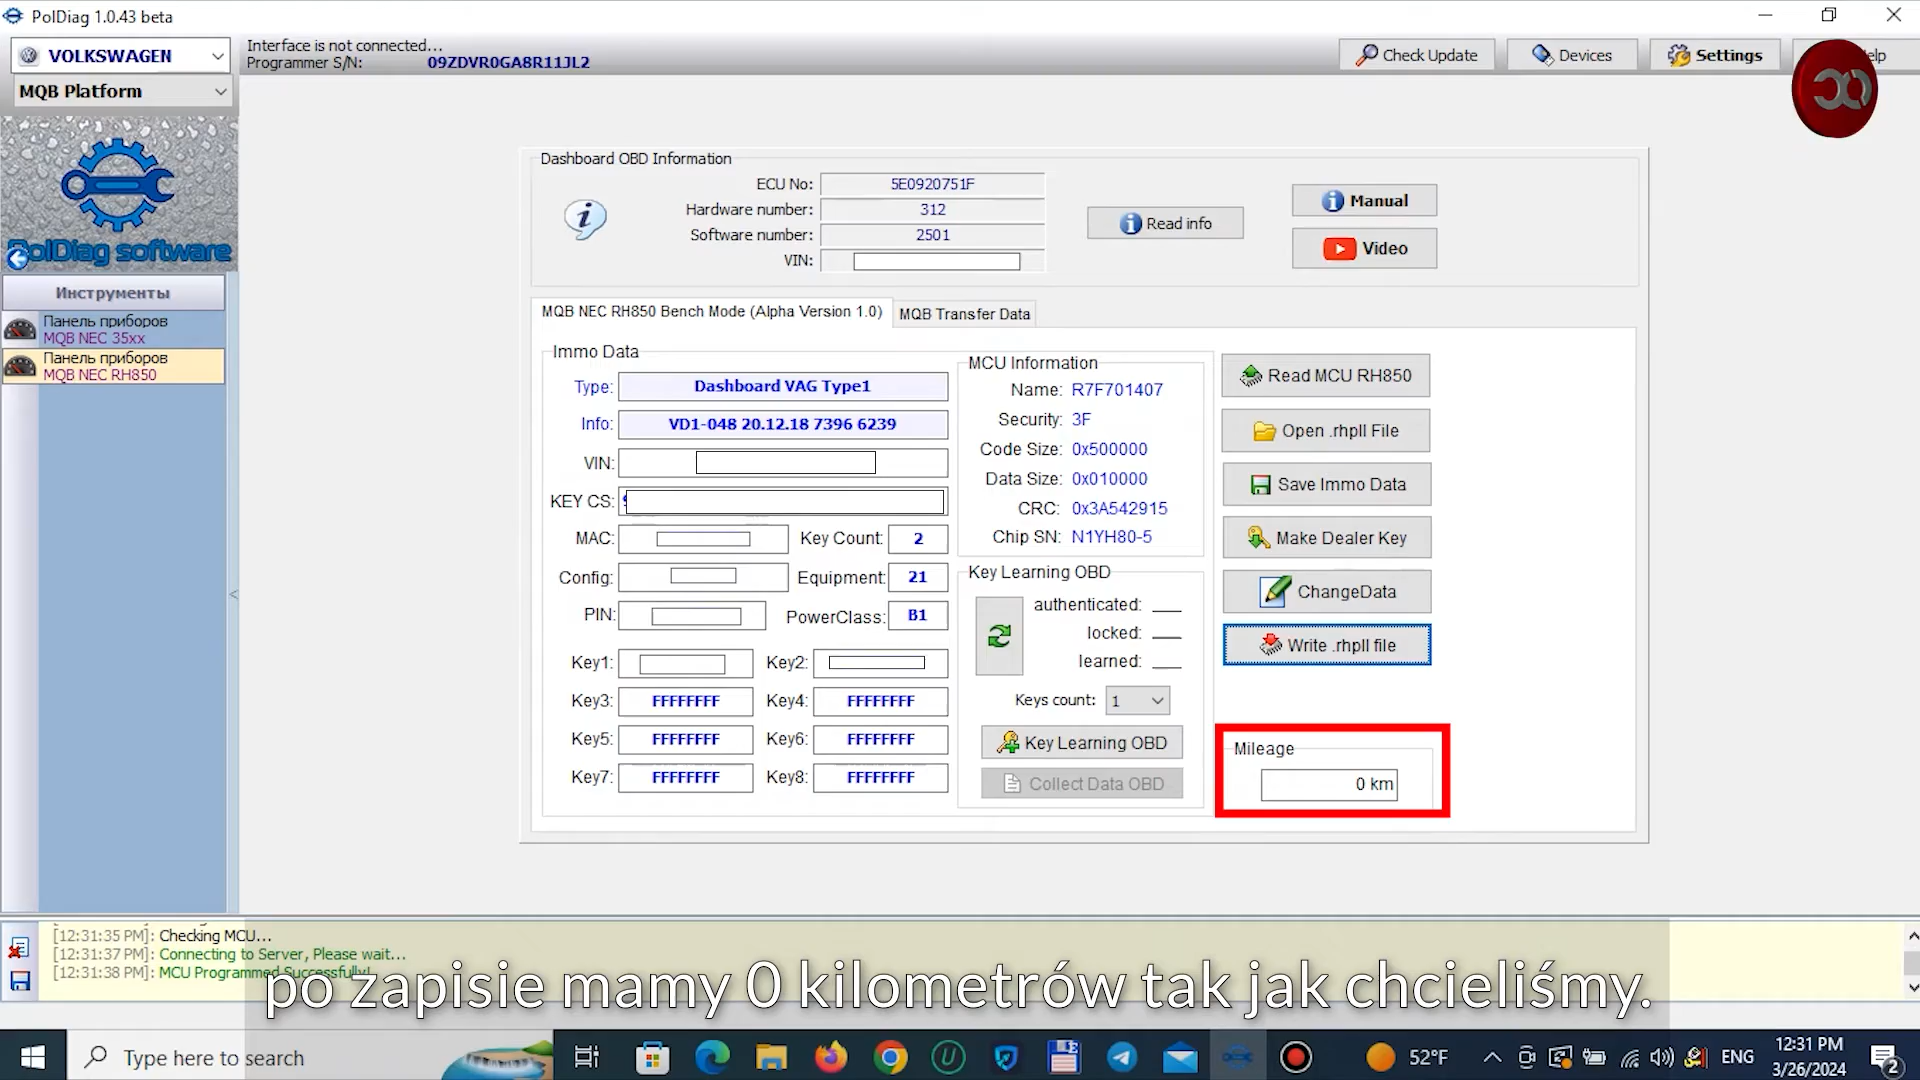 PolDiag 1.0.43 beta
VOLKSWAGEN
MQB Platform
Interface is not connected...
Programmer S/N: 09ZDVR0GA8R11JL2
Check Update
Devices
Settings
PolDiag software
Инструменты
Панель приборов
MQB NEC 35xx
Панель приборов
MQB NEC RH850
Dashboard OBD Information
ECU No: 5E0920751F
Hardware number: 312
Software number: 2501
VIN:
Read info
Manual
Video
MQB NEC RH850 Bench Mode (Alpha Version 1.0)
MQB Transfer Data
Immo Data
Type: Dashboard VAG Type1
Info: VD1-048 20.12.18 7396 6239
VIN:
KEY CS:
MAC:
Key Count: 2
Config:
Equipment: 21
PIN:
PowerClass: B1
Key1:
Key2:
Key3: FFFFFFFF
Key4: FFFFFFFF
Key5: FFFFFFFF
Key6: FFFFFFFF
Key7: FFFFFFFF
Key8: FFFFFFFF
MCU Information
Name: R7F701407
Security: 3F
Code Size: 0x500000
Data Size: 0x010000
CRC: 0x3A542915
Chip SN: N1YH80-5
Key Learning OBD
authenticated: ___
locked: ___
learned: ___
Keys count: 1
Key Learning OBD
Collect Data OBD
Read MCU RH850
Open .rhpll File
Save Immo Data
Make Dealer Key
ChangeData
Write .rhpll file
Mileage
0 km
[12:31:35 PM]: Checking MCU...
[12:31:37 PM]: Connecting to Server, Please wait...
[12:31:38 PM]: MCU Programmed Successfully!
po zapisie mamy 0 kilometrów tak jak chcieliśmy.
Type here to search
52°F
ENG
12:31 PM
3/26/2024
2